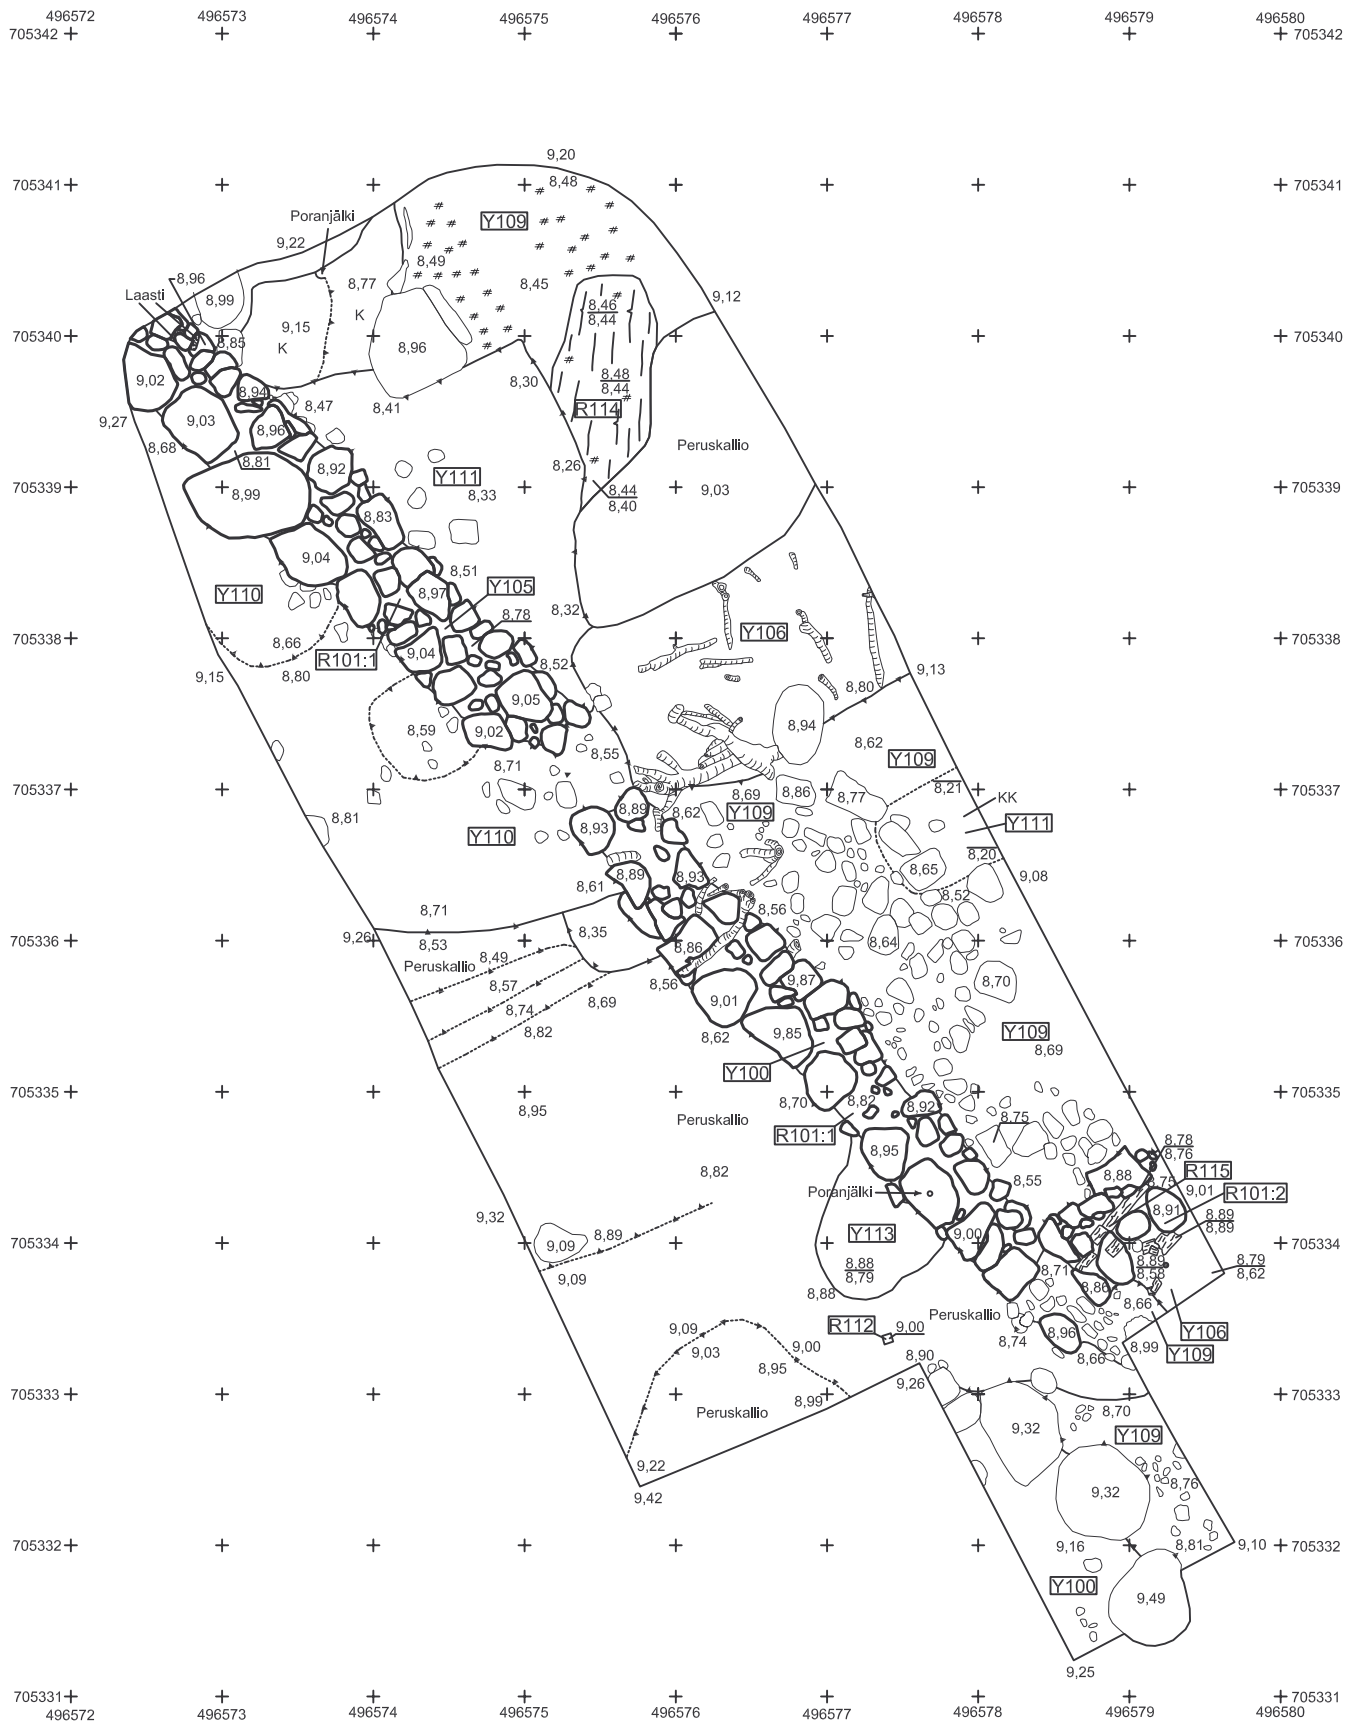 496572 496573 496574 496575 496576 496577 496578 496579 496580
705342 705342
9,20
705341 8,48 705341
Poranjälki Y109
9,22
8,49
8,96 8,77 8,45
Laasti 8,99 9,12
8,46
9,15 K 8,44
705340 8,85 K 8,96 705340
9,02 8,48
8,30 8,44
8,94
8,47 8,41 R114
9,27 9,03 8,96
8,68 Peruskallio
8,81 8,92 8,26
Y111
705339 8,99 8,33 8,44 9,03 705339
8,40
8,83
9,04
8,51
Y110 8,97 Y105
8,78 8,32
705338 8,66 Y106 705338
9,04
R101:1 8,52
9,15 8,80 9,13
9,05 8,80
8,59 9,02 8,94
8,55 8,62
8,71 Y109
705337 8,69 8,86 8,77 8,21 705337
8,89 8,62 Y109 KK
8,81 8,93 Y111
Y110
8,20
8,89 8,93 8,65 9,08
8,61
8,52
8,71 8,56
9,26 8,35
705336 8,53 8,86 8,64 705336
Peruskallio 8,49
8,57 8,56 9,87 8,70
8,74 8,69 9,01
8,82 8,62 9,85 Y109
8,69
Y100
705335 8,95 8,70 8,82 8,92 705335
Peruskallio
R101:1 8,75
8,95 8,78
8,76
8,82 8,55 8,88 R115
Poranjälki 8,75
9,01 R101:2
9,32 8,91
8,89 Y113 9,00 8,89
705334 9,09 8,89 705334
8,88 8,71 8,89 8,79
9,09 8,79 8,58 8,62
8,88 8,86
8,66
Peruskallio
9,09 R112 9,00 8,96 Y106
9,03 9,00 8,74 8,99
8,95 8,90 8,66 Y109
9,26
705333 8,99 705333
Peruskallio 8,70
9,32 Y109
9,22
8,76
9,42 9,32
705332 9,16 8,81 9,10 705332
Y100
9,49
9,25
705331 705331
496572 496573 496574 496575 496576 496577 496578 496579 496580